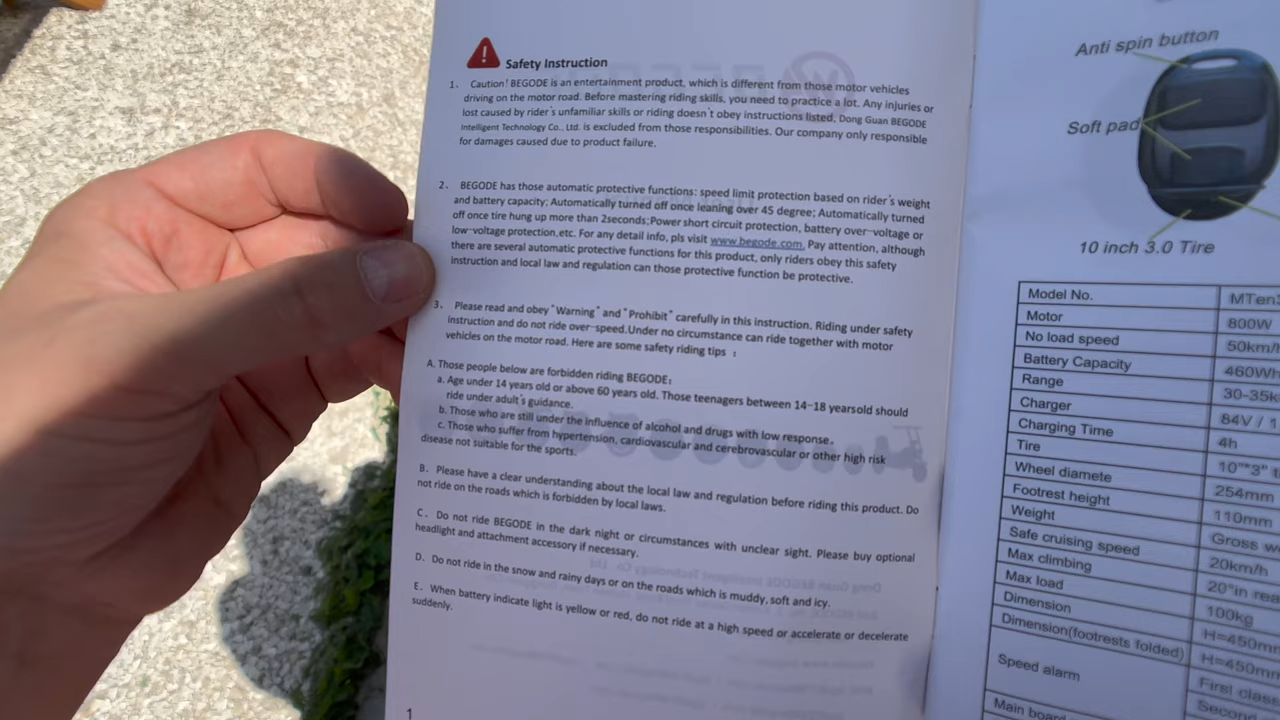 Safety Instruction
1. Caution! BEGODE is an entertainment product, which is different from those motor vehicles
driving on the motor road. Before mastering riding skills, you need to practice a lot. Any injuries or
lost caused by rider's unfamiliar skills or riding doesn't obey instructions listed, Dong Guan BEGODE
Intelligent Technology Co., Ltd. is excluded from those responsibilities. Our company only responsible
for damages caused due to product failure.
2. BEGODE has those automatic protective functions: speed limit protection based on rider's weight
and battery capacity; Automatically turned off once leaning over 45 degree; Automatically turned
off once tire hung up more than 2seconds;Power short circuit protection, battery over-voltage or
low-voltage protection,etc. For any detail info, pls visit www.begode.com. Pay attention, although
there are several automatic protective functions for this product, only riders obey this safety
instruction and local law and regulation can those protective function be protective.
3. Please read and obey "Warning" and "Prohibit" carefully in this instruction. Riding under safety
instruction and do not ride over-speed.Under no circumstance can ride together with motor
vehicles on the motor road. Here are some safety riding tips :
A. Those people below are forbidden riding BEGODE:
a. Age under 14 years old or above 60 years old. Those teenagers between 14-18 yearsold should
ride under adult's guidance.
b. Those who are still under the influence of alcohol and drugs with low response.
c. Those who suffer from hypertension, cardiovascular and cerebrovascular or other high risk
disease not suitable for the sports.
B. Please have a clear understanding about the local law and regulation before riding this product. Do
not ride on the roads which is forbidden by local laws.
C. Do not ride BEGODE in the dark night or circumstances with unclear sight. Please buy optional
headlight and attachment accessory if necessary.
D. Do not ride in the snow and rainy days or on the roads which is muddy, soft and icy.
E. When battery indicate light is yellow or red, do not ride at a high speed or accelerate or decelerate
suddenly.
1
Anti spin button
Soft pad
10 inch 3.0 Tire
Model No. MTen3
Motor 800W
No load speed 50km/h
Battery Capacity 460Wh
Range 30-35K
Charger 84V / 1
Charging Time 4h
Tire 10"*3"
Wheel diamete 254mm
Footrest height 110mm
Weight Gross w
Safe cruising speed 20km/h
Max climbing 20°in rea
Max load 100kg
Dimension H=450mm
Dimension(footrests folded) H=450mm
Speed alarm First class
Second
Main board